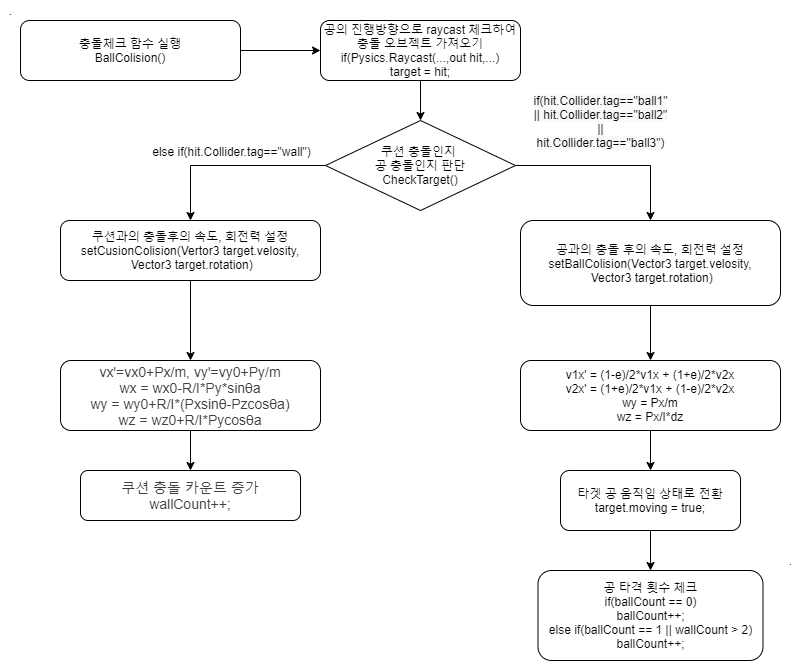 충돌체크 함수 실행
BallColision()
공의 진행방향으로 raycast 체크하여
충돌 오브젝트 가져오기
if(Pysics.Raycast(...,out hit,...)
target = hit;
쿠션 충돌인지
공 충돌인지 판단
CheckTarget()
else if(hit.Collider.tag=="wall")
if(hit.Collider.tag=="ball1"
|| hit.Collider.tag=="ball2"
||
hit.Collider.tag=="ball3")
쿠션과의 충돌후의 속도, 회전력 설정
setCusionColision(Vertor3 target.velosity,
Vector3 target.rotation)
공과의 충돌 후의 속도, 회전력 설정
setBallColision(Vector3 target.velosity,
Vector3 target.rotation)
vx'=vx0+Px/m, vy'=vy0+Py/m
wx = wx0-R/I*Py*sinθa
wy = wy0+R/I*(Pxsinθ-Pzcosθa)
wz = wz0+R/I*Pycosθa
v1x' = (1-e)/2*v1x + (1+e)/2*v2x
v2x' = (1+e)/2*v1x + (1-e)/2*v2x
wy = Px/m
wz = Px/I*dz
쿠션 충돌 카운트 증가
wallCount++;
타겟 공 움직임 상태로 전환
target.moving = true;
공 타격 횟수 체크
if(ballCount == 0)
ballCount++;
else if(ballCount == 1 || wallCount > 2)
ballCount++;